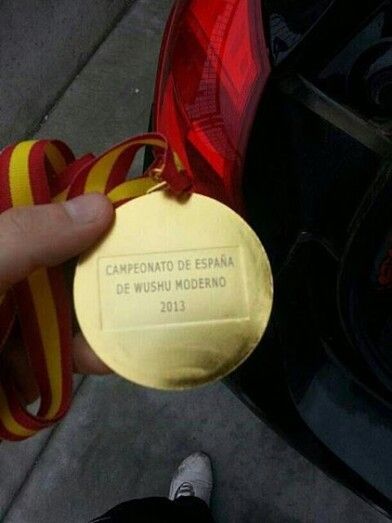 CAMPEONATO DE ESPAÑA
DE WUSHU MODERNO
2013